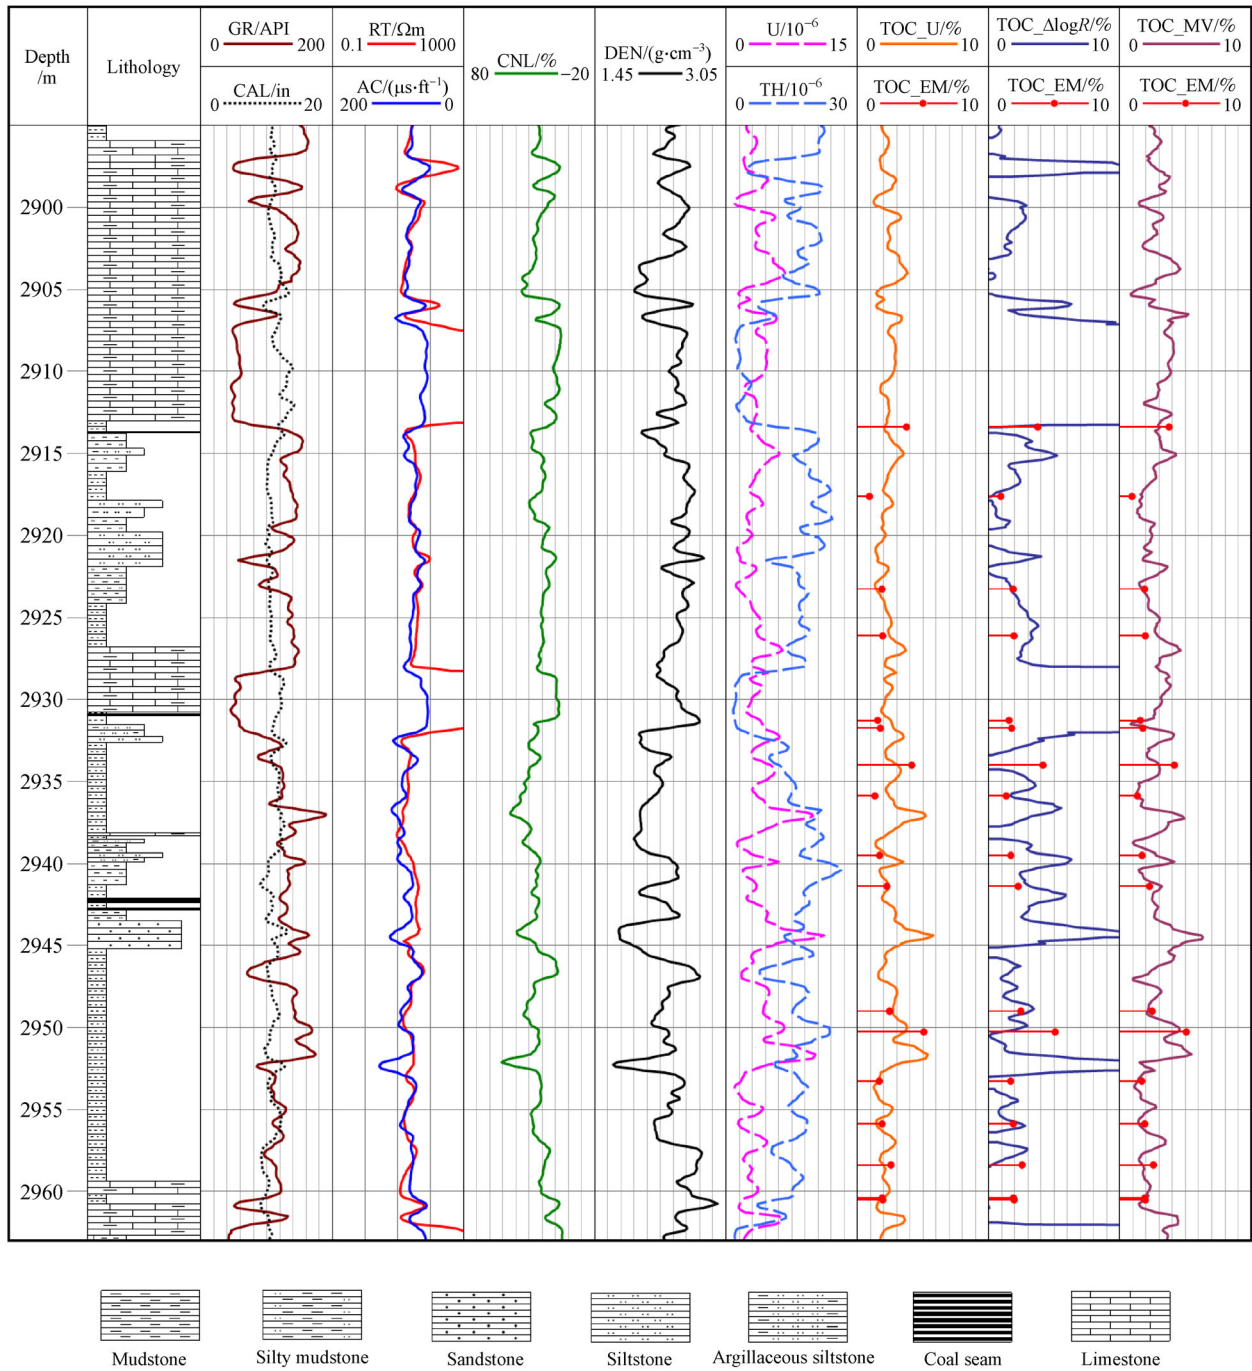 Depth
/m
Lithology
GR/API
0 200
CAL/in
0 20
RT/Ωm
0.1 1000
AC/(μs·ft⁻¹)
200 0
CNL/%
80 −20
DEN/(g·cm⁻³)
1.45 3.05
U/10⁻⁶
0 15
TH/10⁻⁶
0 30
TOC_U/%
0 10
TOC_EM/%
0 10
TOC_ΔlogR/%
0 10
TOC_EM/%
0 10
TOC_MV/%
0 10
TOC_EM/%
0 10
2900
2905
2910
2915
2920
2925
2930
2935
2940
2945
2950
2955
2960
Mudstone
Silty mudstone
Sandstone
Siltstone
Argillaceous siltstone
Coal seam
Limestone